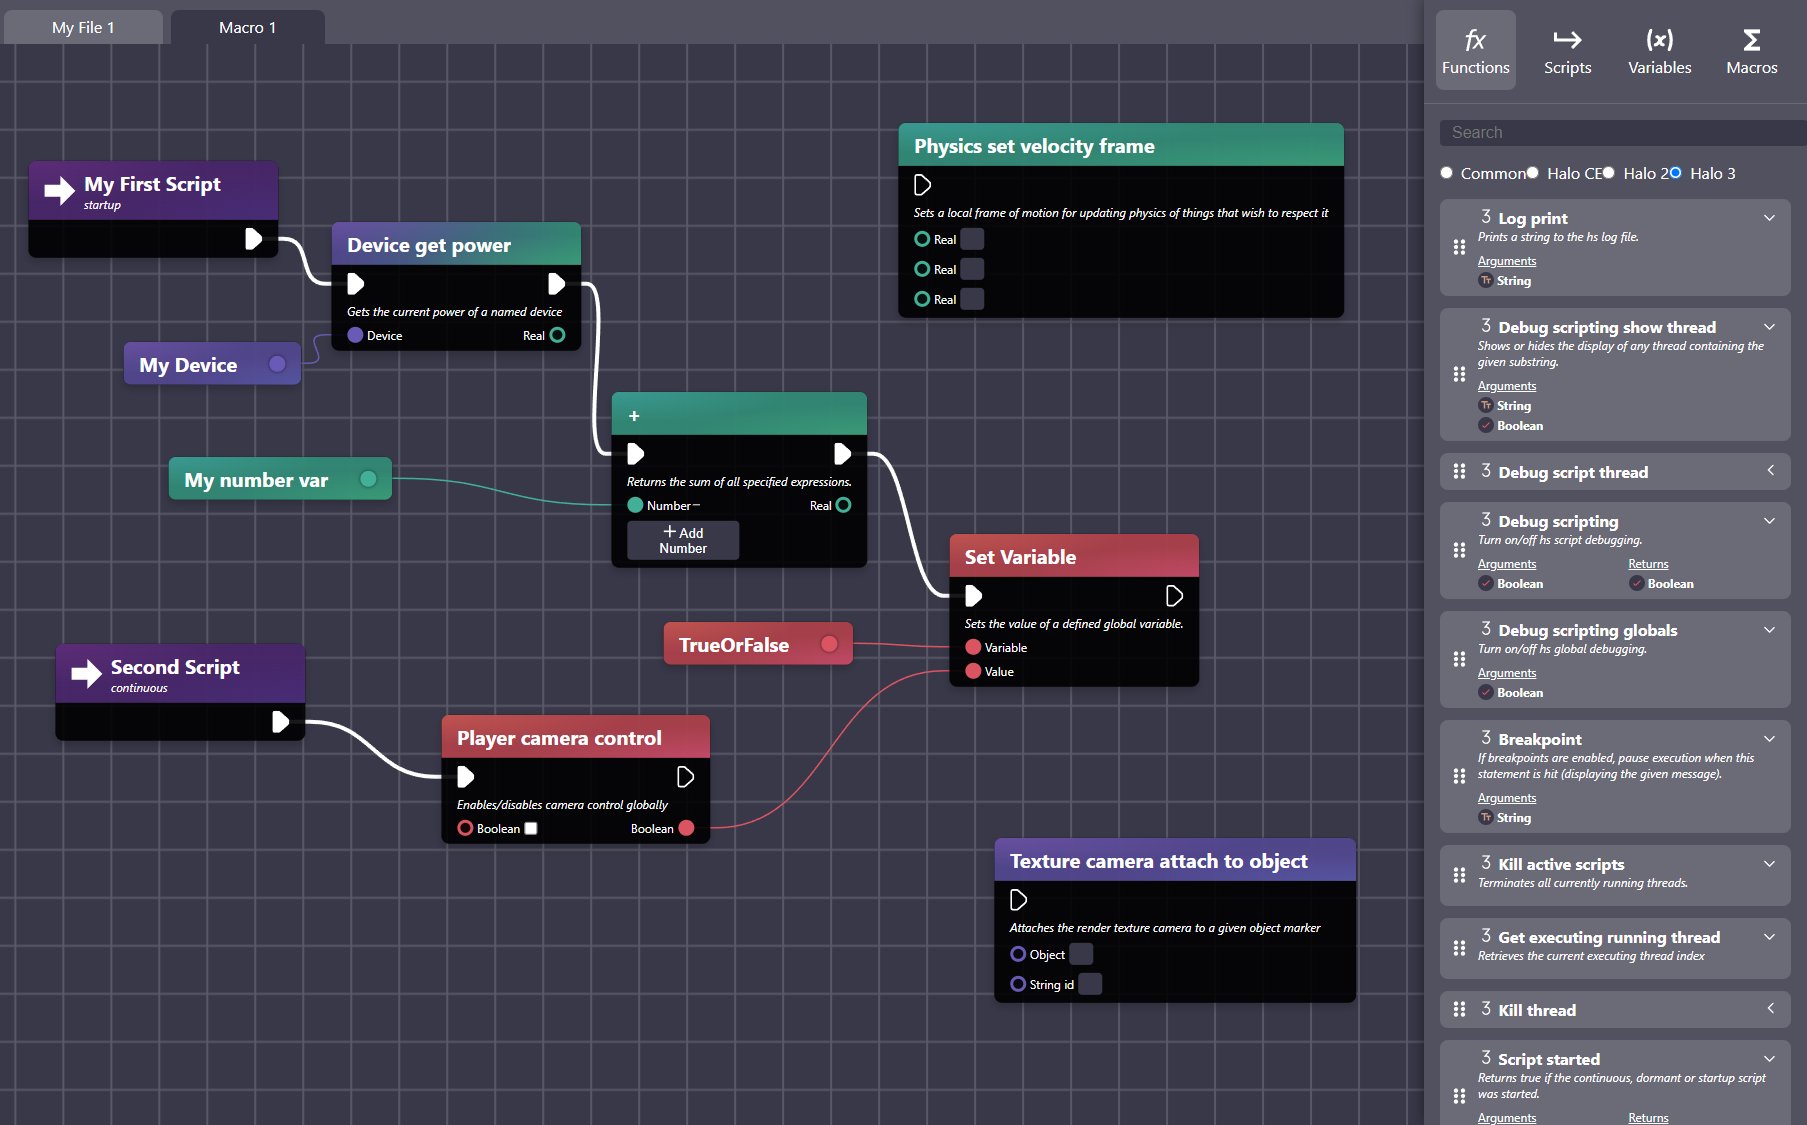 My File 1
Macro 1
My First Script
startup
Device get power
Gets the current power of a named device
Device
Real
My Device
My number var
+
Returns the sum of all specified expressions.
Number−
Real
+ Add
Number
Physics set velocity frame
Sets a local frame of motion for updating physics of things that wish to respect it
Real
Real
Real
Set Variable
Sets the value of a defined global variable.
Variable
Value
TrueOrFalse
Second Script
continuous
Player camera control
Enables/disables camera control globally
Boolean
Boolean
Texture camera attach to object
Attaches the render texture camera to a given object marker
Object
String id
fx
Functions
Scripts
(x)
Variables
Σ
Macros
Search
Common
Halo CE
Halo 2
Halo 3
3 Log print
Prints a string to the hs log file.
Arguments
Tт String
3 Debug scripting show thread
Shows or hides the display of any thread containing the
given substring.
Arguments
Tт String
Boolean
3 Debug script thread
3 Debug scripting
Turn on/off hs script debugging.
Arguments Returns
Boolean Boolean
3 Debug scripting globals
Turn on/off hs global debugging.
Arguments
Boolean
3 Breakpoint
If breakpoints are enabled, pause execution when this
statement is hit (displaying the given message).
Arguments
Tт String
3 Kill active scripts
Terminates all currently running threads.
3 Get executing running thread
Retrieves the current executing thread index
3 Kill thread
3 Script started
Returns true if the continuous, dormant or startup script
was started.
Arguments Returns